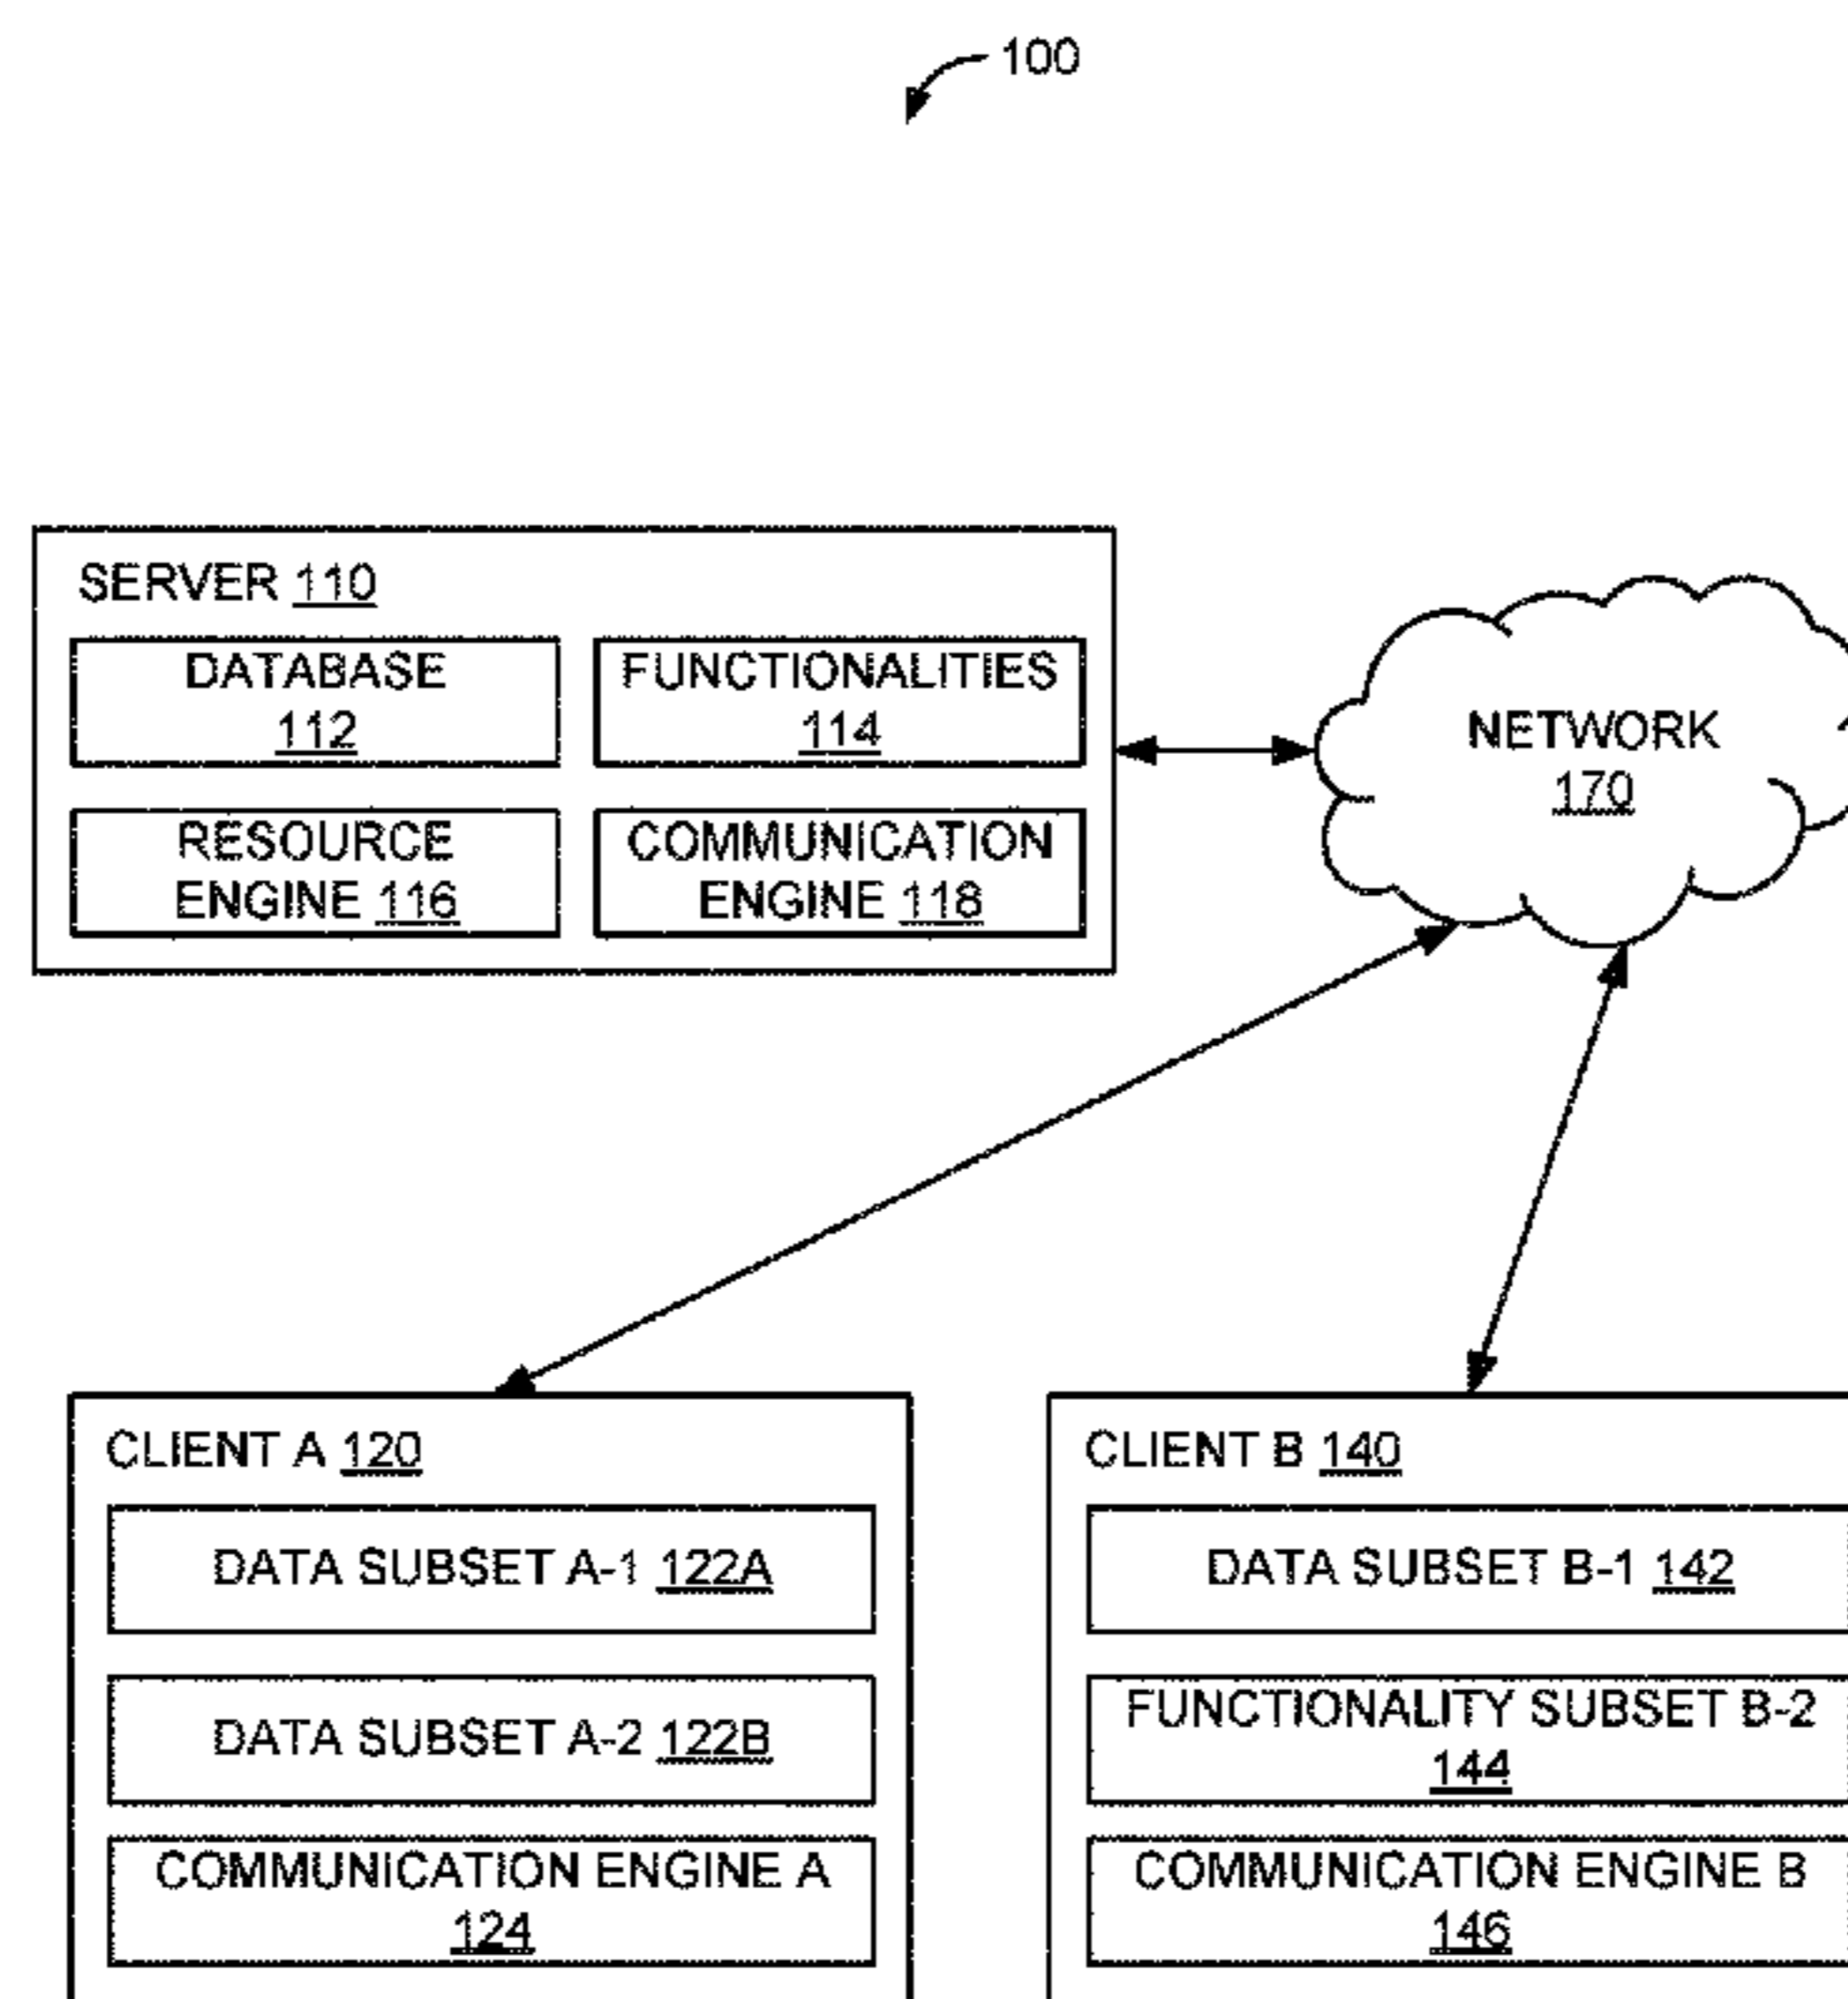 100
SERVER 110
DATABASE
112
FUNCTIONALITIES
114
RESOURCE
ENGINE 116
COMMUNICATION
ENGINE 118
NETWORK
170
CLIENT A 120
DATA SUBSET A-1 122A
DATA SUBSET A-2 122B
COMMUNICATION ENGINE A
124
CLIENT B 140
DATA SUBSET B-1 142
FUNCTIONALITY SUBSET B-2
144
COMMUNICATION ENGINE B
146